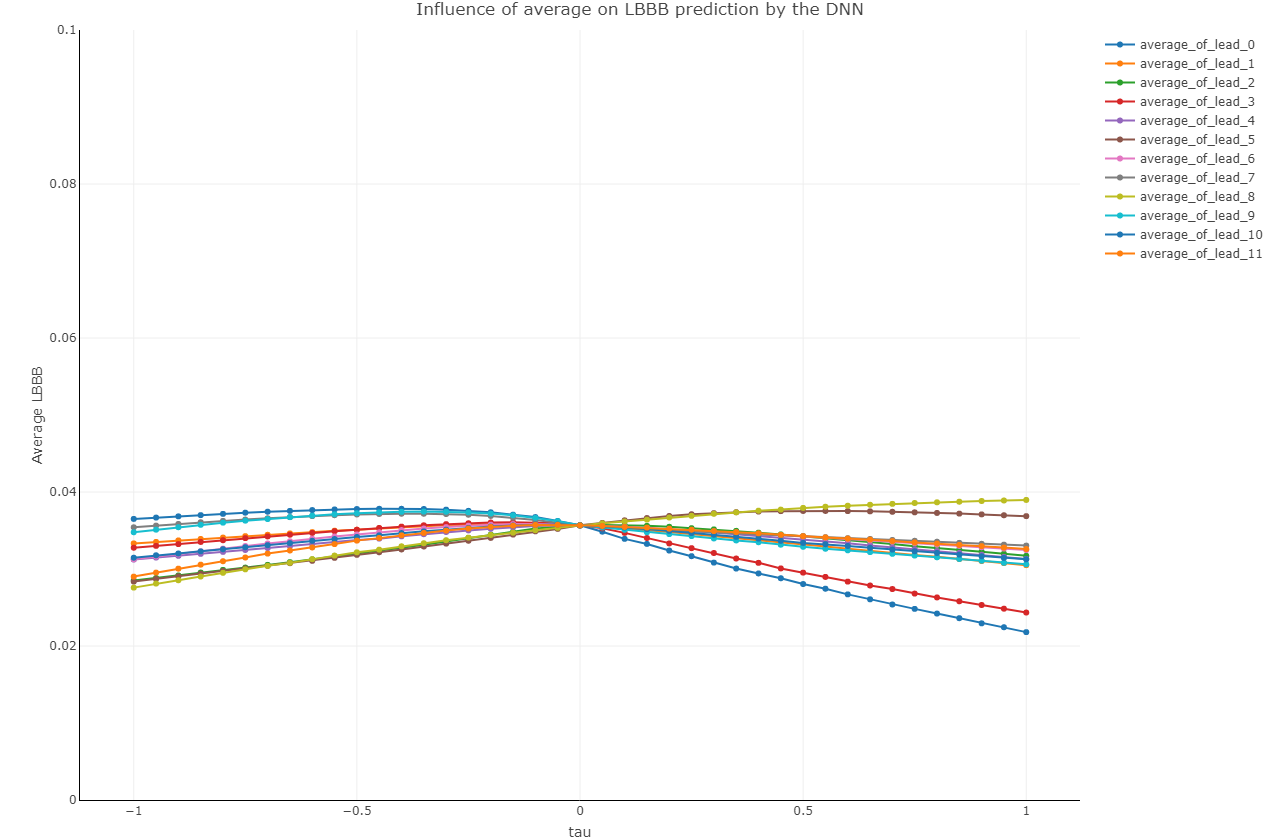 Influence of average on LBBB prediction by the DNN
0.1
0.08
0.06
0.04
0.02
0
Average LBBB
−1
−0.5
0
0.5
1
tau
average_of_lead_0
average_of_lead_1
average_of_lead_2
average_of_lead_3
average_of_lead_4
average_of_lead_5
average_of_lead_6
average_of_lead_7
average_of_lead_8
average_of_lead_9
average_of_lead_10
average_of_lead_11